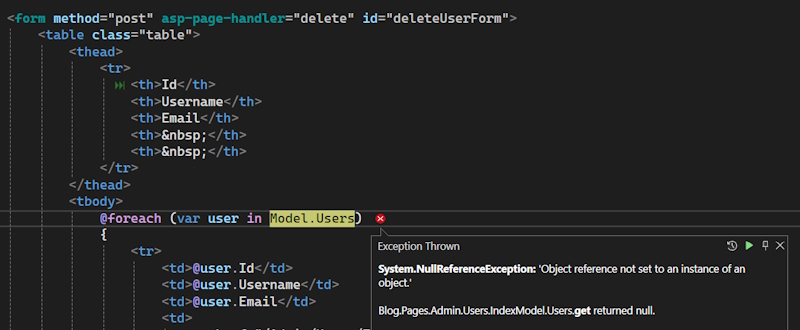 <form method="post" asp-page-handler="delete" id="deleteUserForm">
<table class="table">
<thead>
<tr>
<th>Id</th>
<th>Username</th>
<th>Email</th>
<th>&nbsp;</th>
<th>&nbsp;</th>
</tr>
</thead>
<tbody>
@foreach (var user in Model.Users)
{
<tr>
<td>@user.Id</td>
<td>@user.Username</td>
<td>@user.Email</td>
<td>
Exception Thrown
System.NullReferenceException: 'Object reference not set to an instance of an
object.'
Blog.Pages.Admin.Users.IndexModel.Users.get returned null.